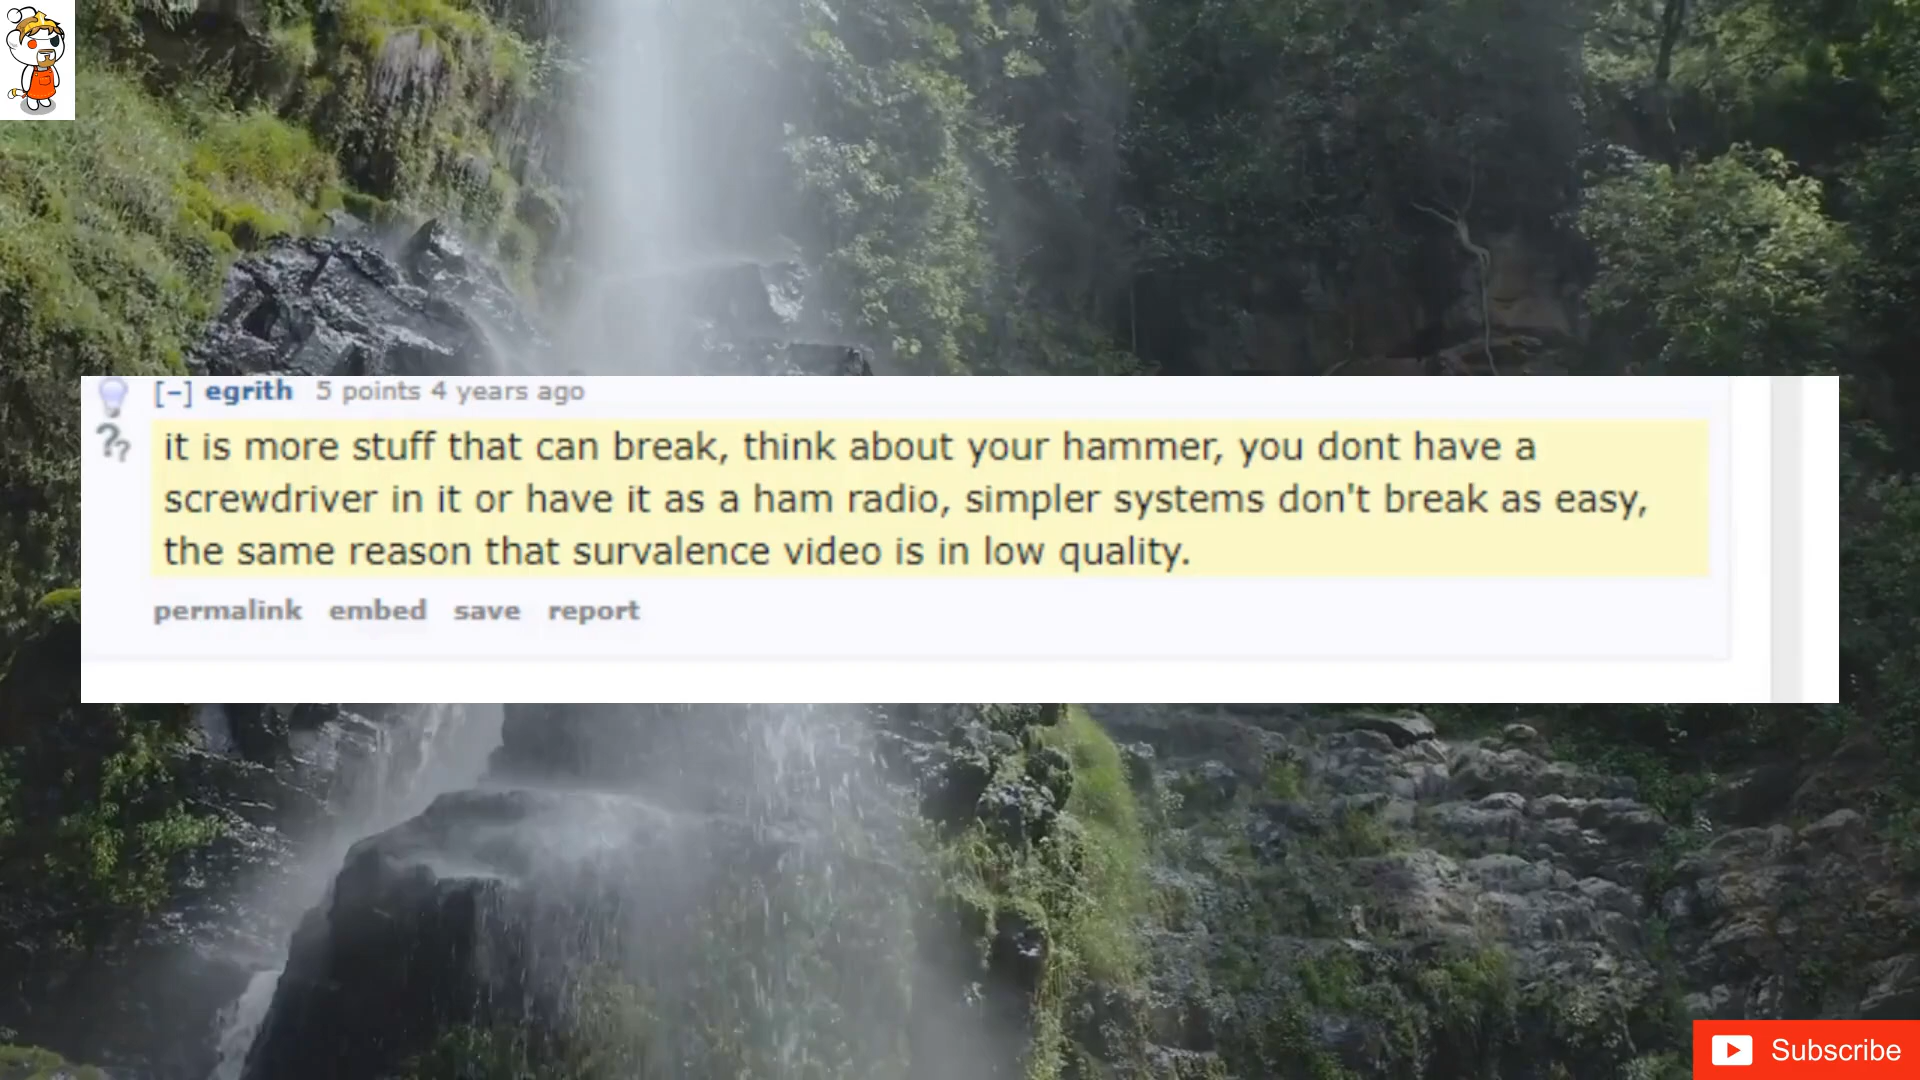 [–] egrith 5 points 4 years ago
??
it is more stuff that can break, think about your hammer, you dont have a
screwdriver in it or have it as a ham radio, simpler systems don't break as easy,
the same reason that survalence video is in low quality.
permalink embed save report
Subscribe